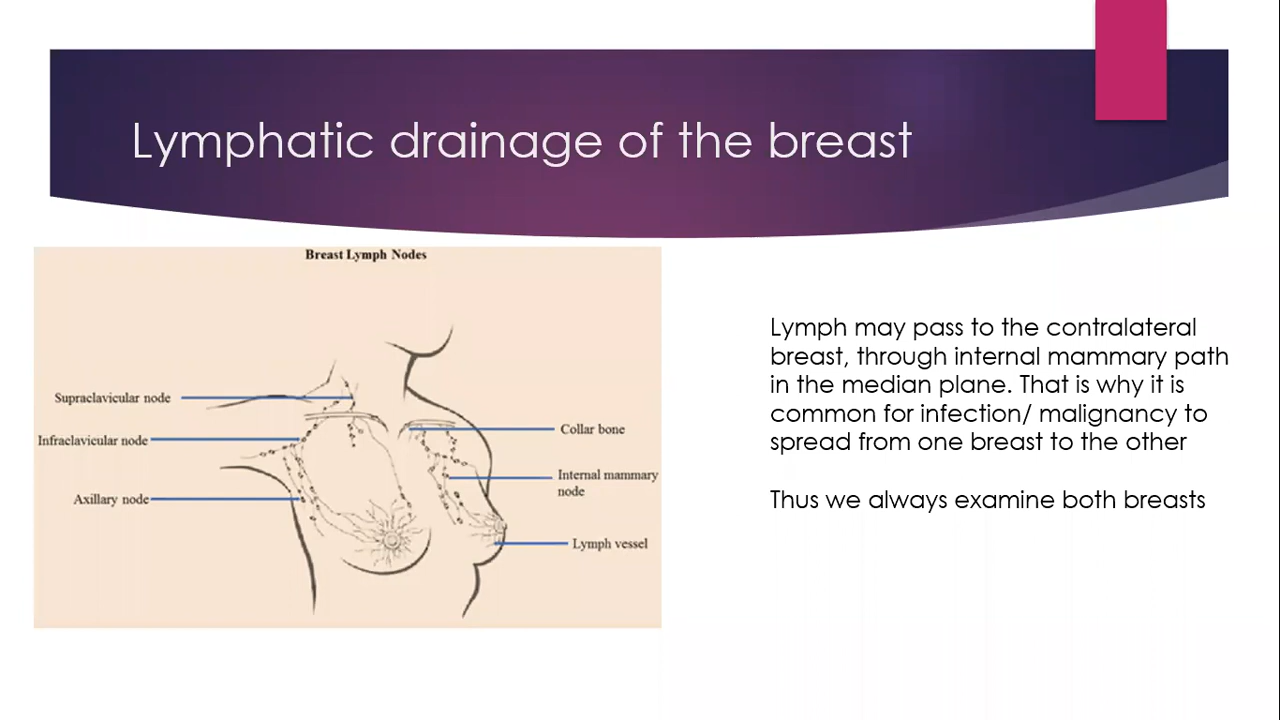 Lymphatic drainage of the breast
Breast Lymph Nodes
Supraclavicular node
Infraclavicular node
Axillary node
Collar bone
Internal mammary
node
Lymph vessel
Lymph may pass to the contralateral
breast, through internal mammary path
in the median plane. That is why it is
common for infection/ malignancy to
spread from one breast to the other
Thus we always examine both breasts